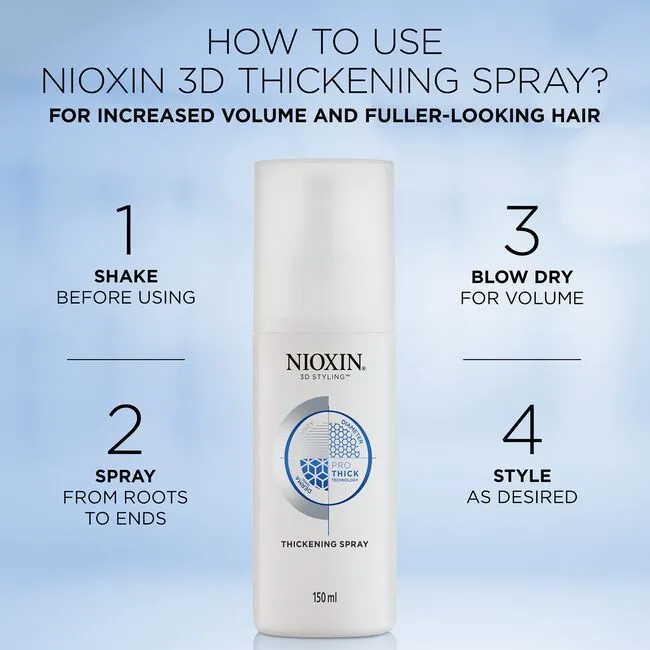 HOW TO USE
NIOXIN 3D THICKENING SPRAY?
FOR INCREASED VOLUME AND FULLER-LOOKING HAIR
1
SHAKE
BEFORE USING
2
SPRAY
FROM ROOTS
TO ENDS
3
BLOW DRY
FOR VOLUME
4
STYLE
AS DESIRED
NIOXIN®
3D STYLING™
DIAMETER
DERMA
PRO
THICK
TECHNOLOGY
THICKENING SPRAY
150 ml